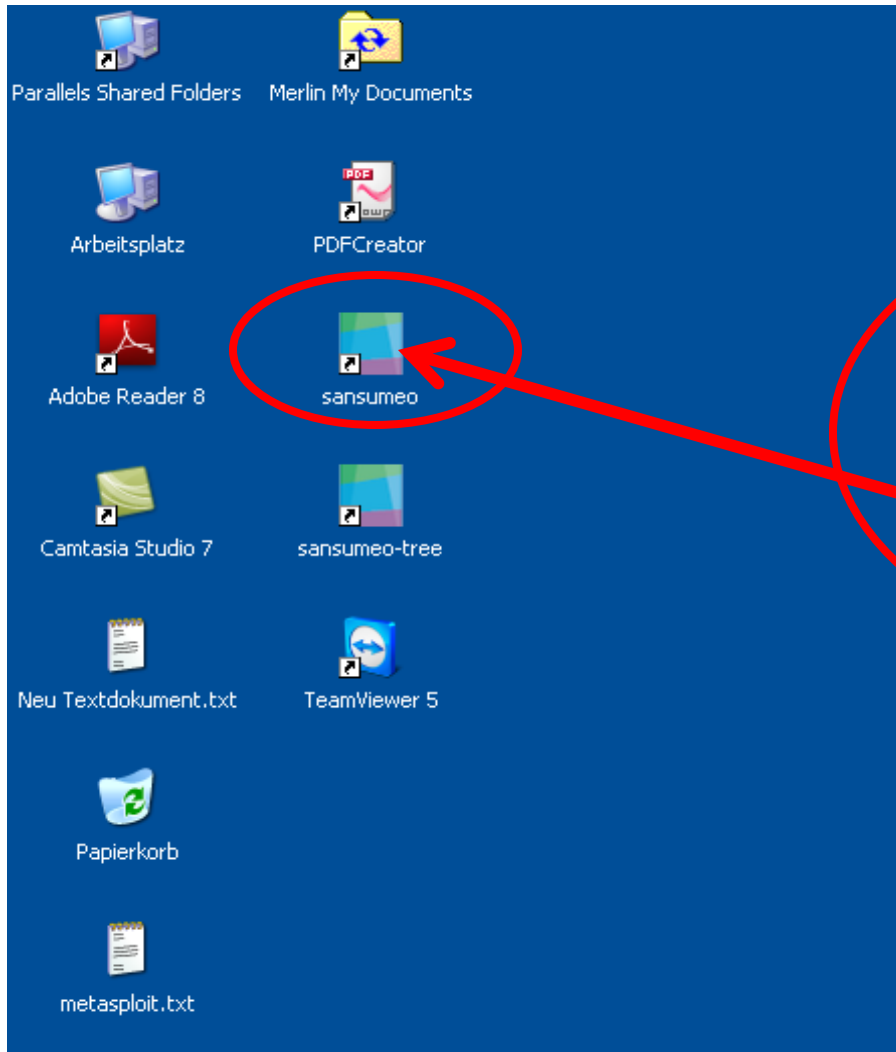 Parallels Shared Folders
Merlin My Documents
Arbeitsplatz
PDFCreator
Adobe Reader 8
sansumeo
Camtasia Studio 7
sansumeo-tree
Neu Textdokument.txt
TeamViewer 5
Papierkorb
metasploit.txt